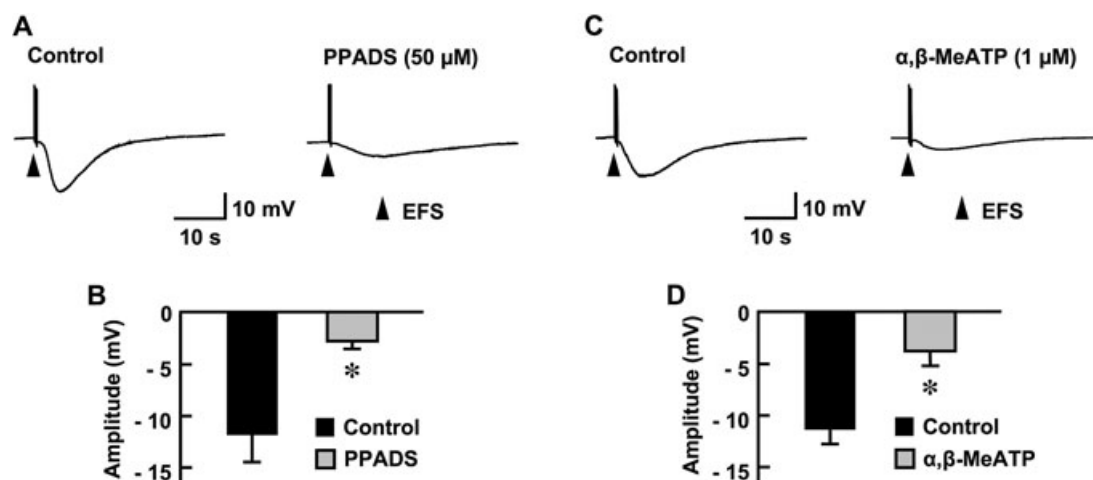 A
Control
PPADS (50 µM)
10 mV
10 s
EFS
C
Control
α,β-MeATP (1 µM)
10 mV
10 s
EFS
B
Amplitude (mV)
0
- 5
- 10
- 15
*
Control
PPADS
D
Amplitude (mV)
0
- 5
- 10
- 15
*
Control
α,β-MeATP